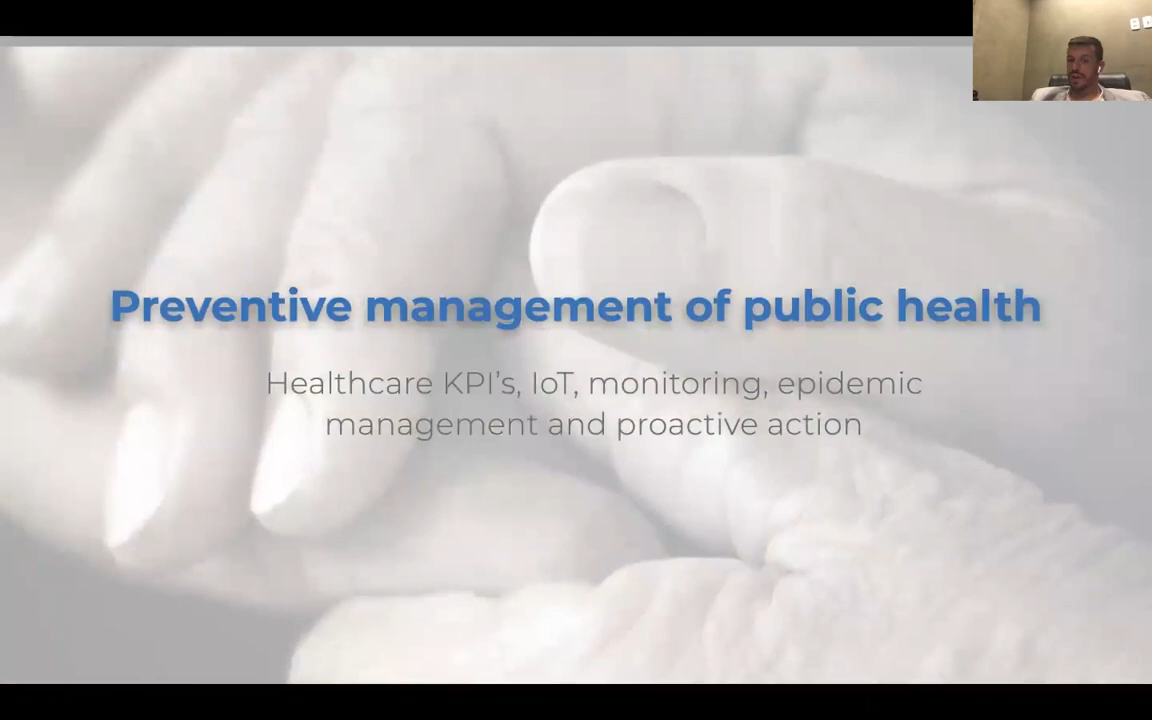 Preventive management of public health
Healthcare KPI’s, IoT, monitoring, epidemic
management and proactive action